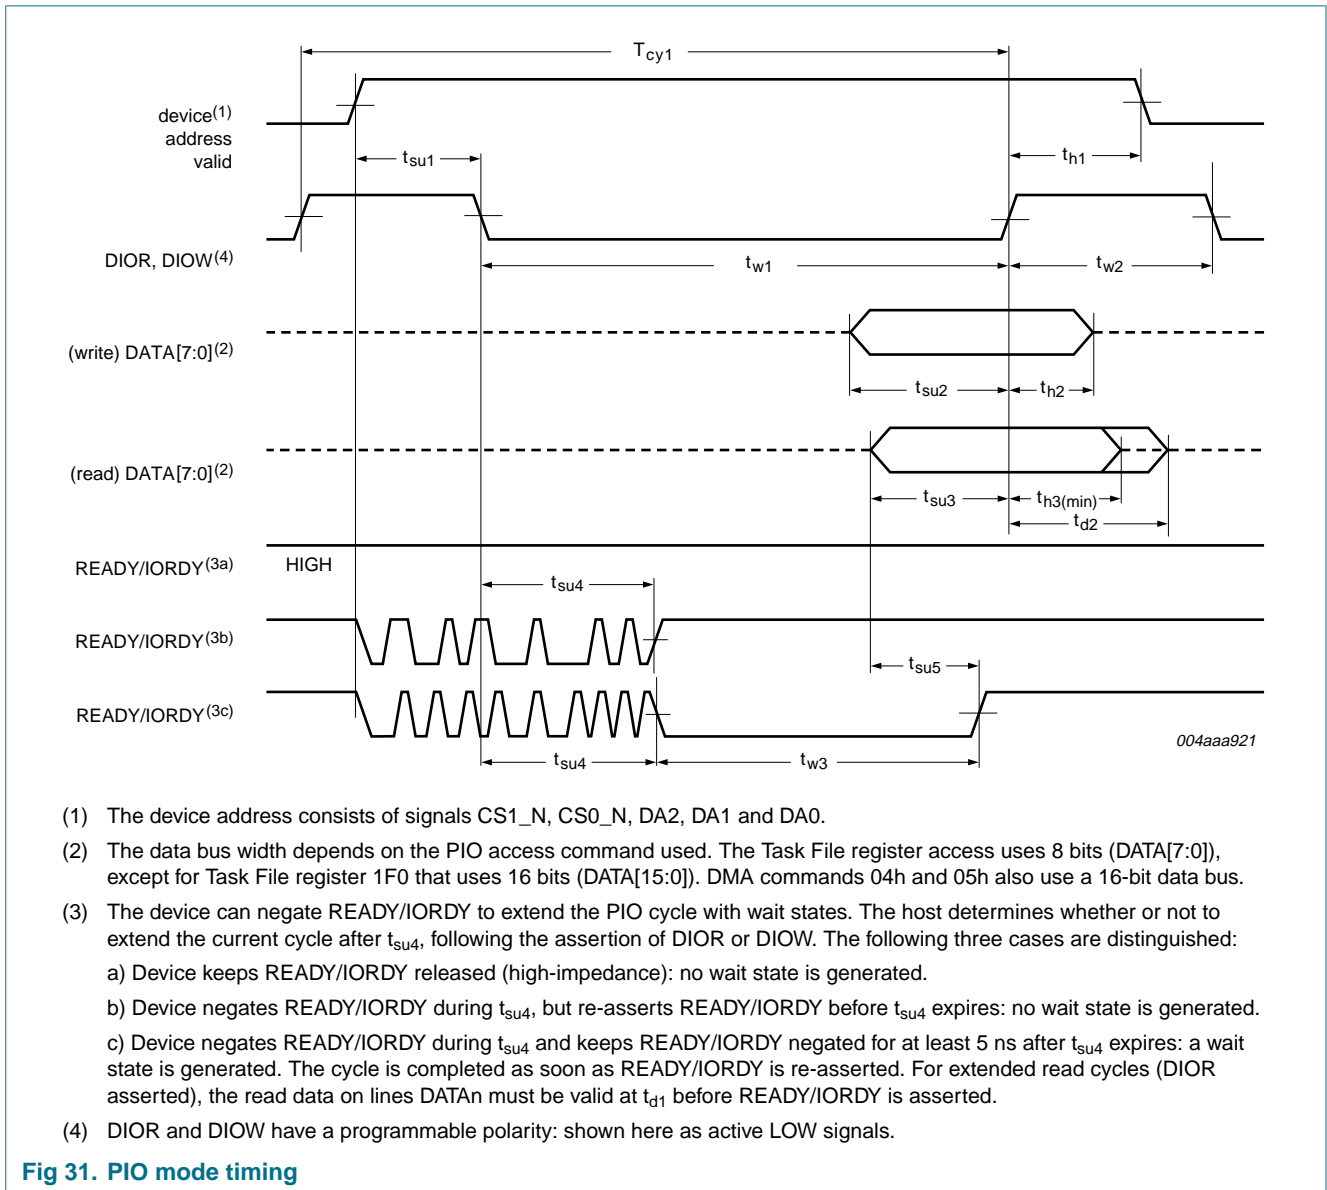 Tcy1
device(1)
address
valid
tsu1
th1
DIOR, DIOW(4)
tw1
tw2
(write) DATA[7:0](2)
tsu2
th2
(read) DATA[7:0](2)
tsu3
th3(min)
td2
READY/IORDY(3a)
HIGH
tsu4
READY/IORDY(3b)
tsu5
READY/IORDY(3c)
004aaa921
tsu4
tw3
(1) The device address consists of signals CS1_N, CS0_N, DA2, DA1 and DA0.
(2) The data bus width depends on the PIO access command used. The Task File register access uses 8 bits (DATA[7:0]),
except for Task File register 1F0 that uses 16 bits (DATA[15:0]). DMA commands 04h and 05h also use a 16-bit data bus.
(3) The device can negate READY/IORDY to extend the PIO cycle with wait states. The host determines whether or not to
extend the current cycle after tsu4, following the assertion of DIOR or DIOW. The following three cases are distinguished:
a) Device keeps READY/IORDY released (high-impedance): no wait state is generated.
b) Device negates READY/IORDY during tsu4, but re-asserts READY/IORDY before tsu4 expires: no wait state is generated.
c) Device negates READY/IORDY during tsu4 and keeps READY/IORDY negated for at least 5 ns after tsu4 expires: a wait
state is generated. The cycle is completed as soon as READY/IORDY is re-asserted. For extended read cycles (DIOR
asserted), the read data on lines DATAn must be valid at td1 before READY/IORDY is asserted.
(4) DIOR and DIOW have a programmable polarity: shown here as active LOW signals.
Fig 31. PIO mode timing